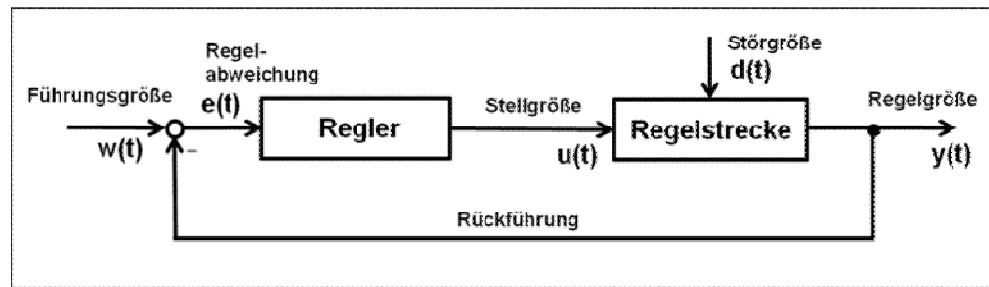 Führungsgröße
w(t)
–
Regel-
abweichung
e(t)
Regler
Stellgröße
u(t)
Störgröße
d(t)
Regelstrecke
Regelgröße
y(t)
Rückführung